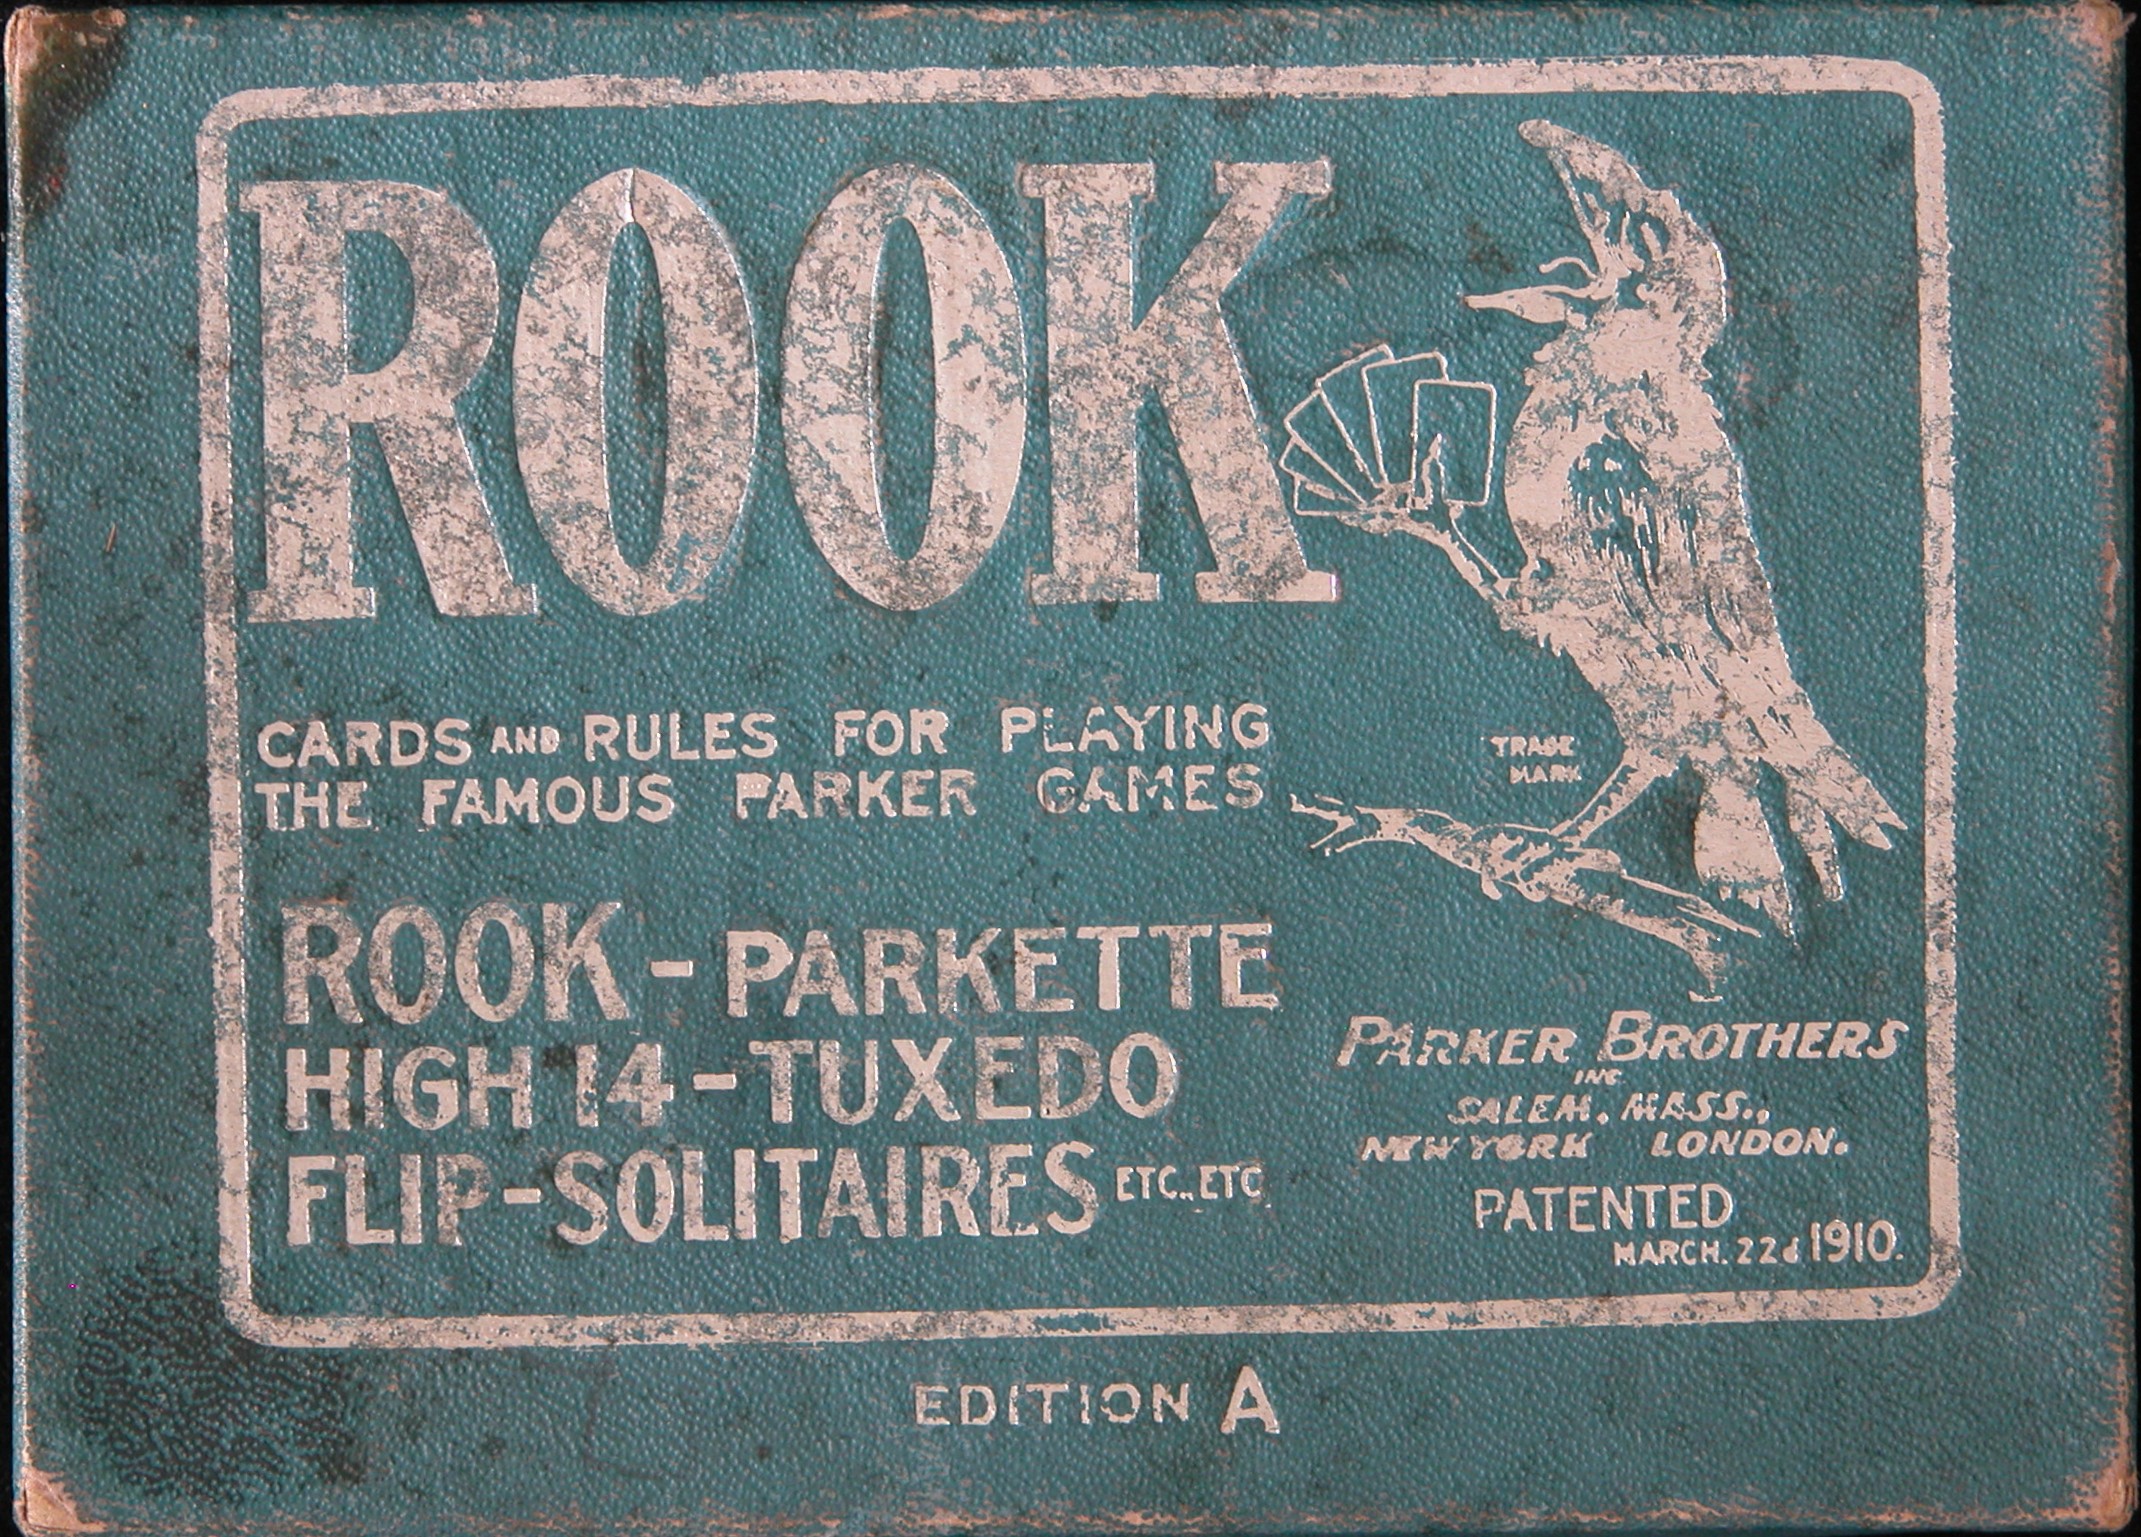 ROOK
CARDS AND RULES FOR PLAYING
THE FAMOUS PARKER GAMES
ROOK - PARKETTE
HIGH 14 - TUXEDO
FLIP - SOLITAIRES ETC., ETC
TRADE
MARK
PARKER BROTHERS
INC
SALEM, MASS.,
NEW YORK LONDON.
PATENTED
MARCH. 22d 1910.
EDITION A